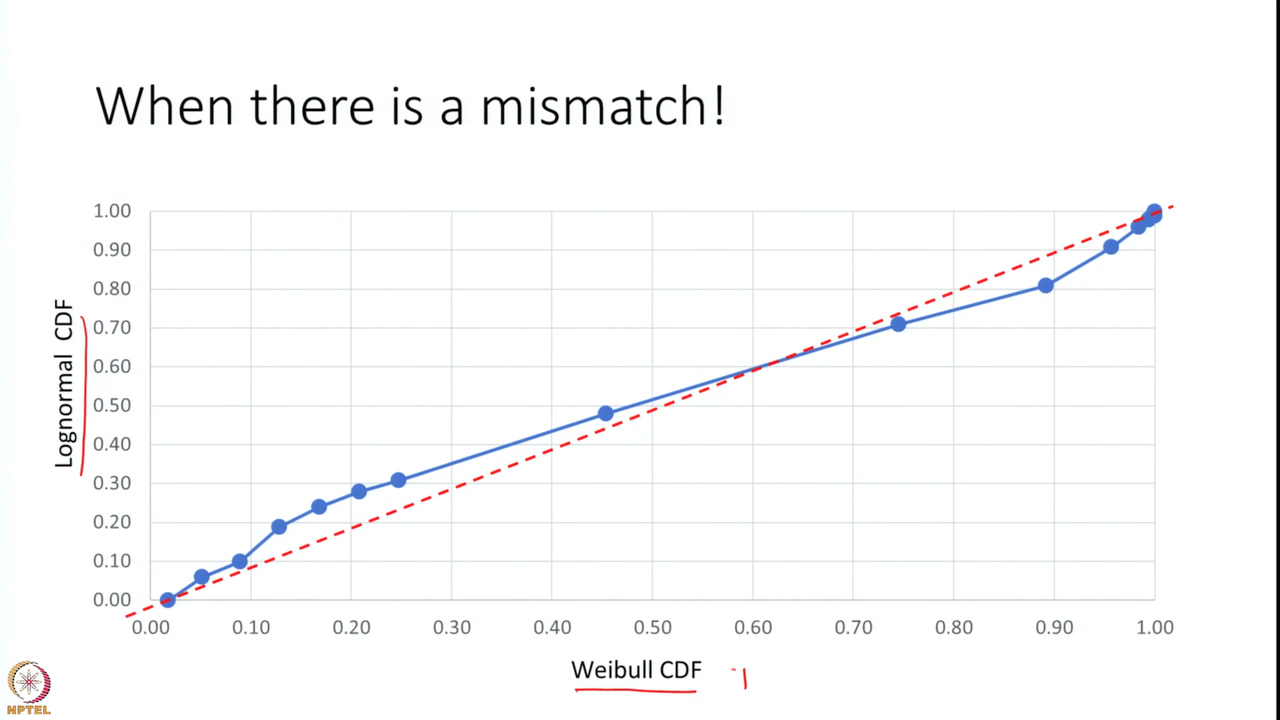 When there is a mismatch!
1.00
0.90
0.80
0.70
0.60
0.50
0.40
0.30
0.20
0.10
0.00
Lognormal CDF
0.00 0.10 0.20 0.30 0.40 0.50 0.60 0.70 0.80 0.90 1.00
Weibull CDF
NPTEL